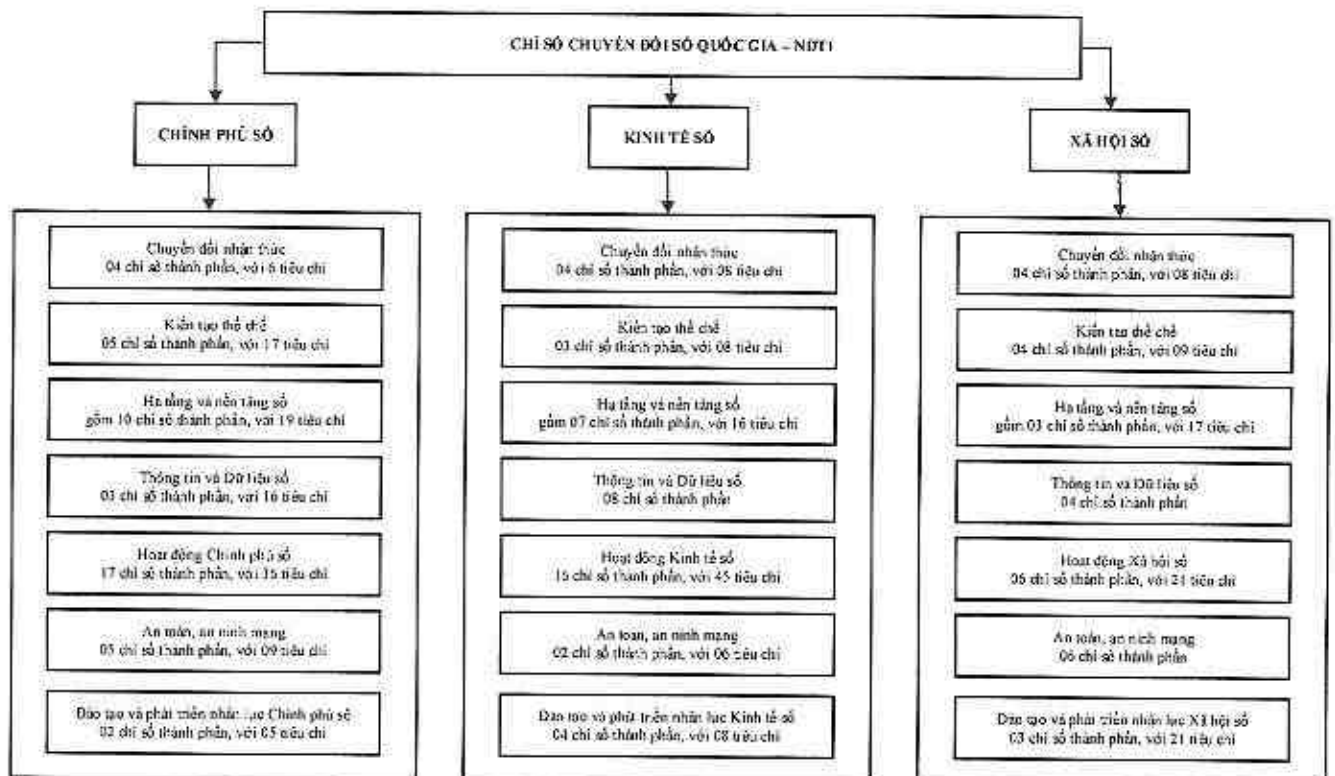 CHỈ SỐ CHUYỂN ĐỔI SỐ QUỐC GIA – NDTI
CHÍNH PHỦ SỐ
Chuyển đổi nhận thức
04 chỉ số thành phần, với 6 tiêu chí
Kiến tạo thể chế
05 chỉ số thành phần, với 17 tiêu chí
Hạ tầng và nền tảng số
gồm 10 chỉ số thành phần, với 19 tiêu chí
Thông tin và Dữ liệu số
03 chỉ số thành phần, với 16 tiêu chí
Hoạt động Chính phủ số
17 chỉ số thành phần, với tiêu chí
An toàn, an ninh mạng
chỉ số thành phần, với 09 tiêu chí
Đào tạo và phát triển nhân lực Chính phủ số
chỉ số thành phần, với 05 tiêu chí
KINH TẾ SỐ
Chuyển đổi nhận thức
04 chỉ số thành phần, với 08 tiêu chí
Kiến tạo thể chế
03 chỉ số thành phần, với 08 tiêu chí
Hạ tầng và nền tảng số
gồm 07 chỉ số thành phần, với 16 tiêu chí
Thông tin và Dữ liệu số
08 chỉ số thành phần
Hoạt động Kinh tế số
16 chỉ số thành phần, với 45 tiêu chí
An toàn, an ninh mạng
02 chỉ số thành phần, với 06 tiêu chí
Đào tạo và phát triển nhân lực Kinh tế số
04 chỉ số thành phần, với 08 tiêu chí
XÃ HỘI SỐ
Chuyển đổi nhận thức
04 chỉ số thành phần, với 08 tiêu chí
Kiến tạo thể chế
04 chỉ số thành phần, với 09 tiêu chí
Hạ tầng và nền tảng số
gồm 03 chỉ số thành phần, với 17 tiêu chí
Thông tin và Dữ liệu số
04 chỉ số thành phần
Hoạt động Xã hội số
06 chỉ số thành phần, với 21 tiêu chí
An toàn, an ninh mạng
06 chỉ số thành phần
Đào tạo và phát triển nhân lực Xã hội số
03 chỉ số thành phần, với 21 tiêu chí